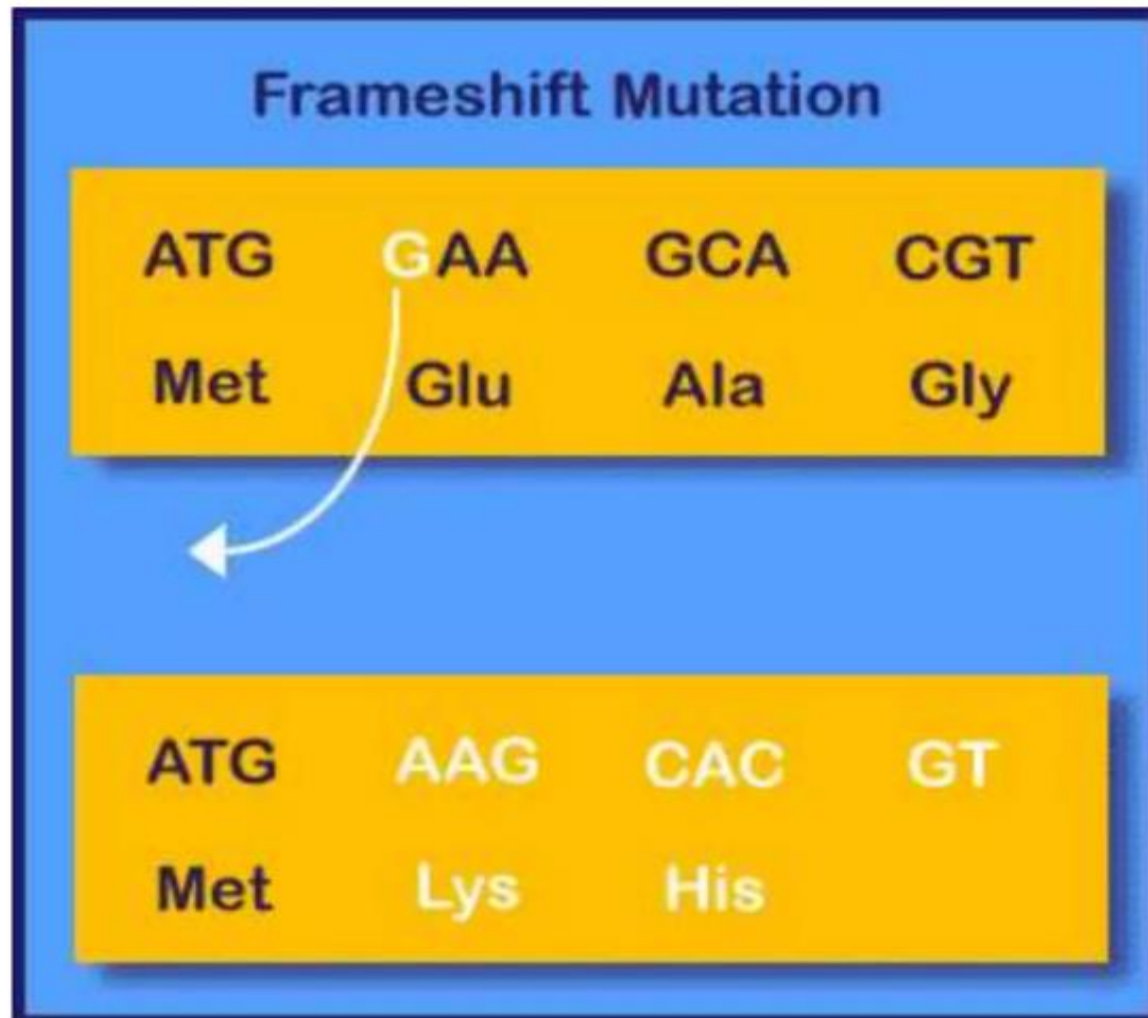 Frameshift Mutation
ATG GAA GCA CGT
Met Glu Ala Gly
ATG AAG CAC GT
Met Lys His